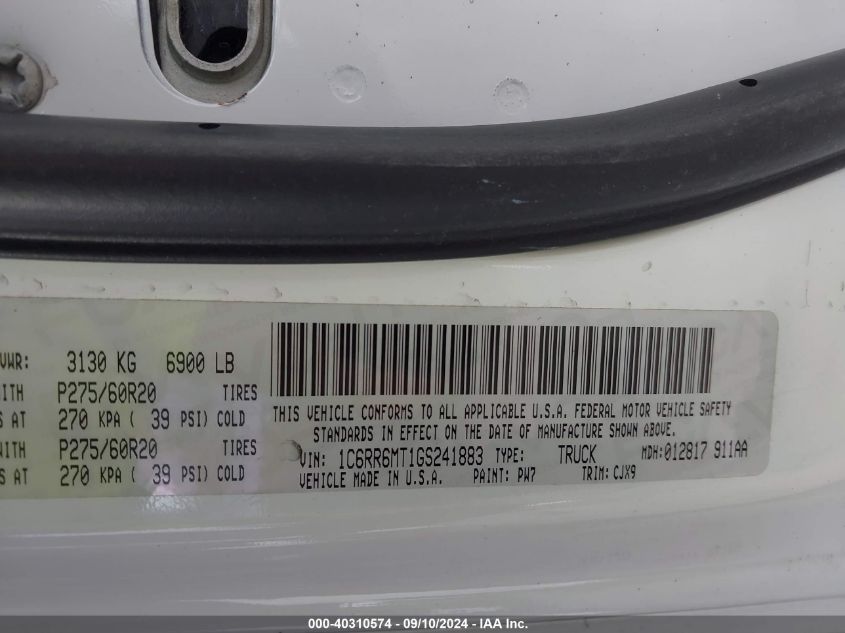 VWR: 3130 KG 6900 LB
WITH P275/60R20 TIRES
S AT 270 KPA ( 39 PSI) COLD
WITH P275/60R20 TIRES
S AT 270 KPA ( 39 PSI) COLD
THIS VEHICLE CONFORMS TO ALL APPLICABLE U.S.A. FEDERAL MOTOR VEHICLE SAFETY
STANDARDS IN EFFECT ON THE DATE OF MANUFACTURE SHOWN ABOVE.
VIN: 1C6RR6MT1GS241883 TYPE: TRUCK MDH:012817 911AA
VEHICLE MADE IN U.S.A. PAINT: PW7 TRIM: CJX9
000-40310574 - 09/10/2024 - IAA Inc.